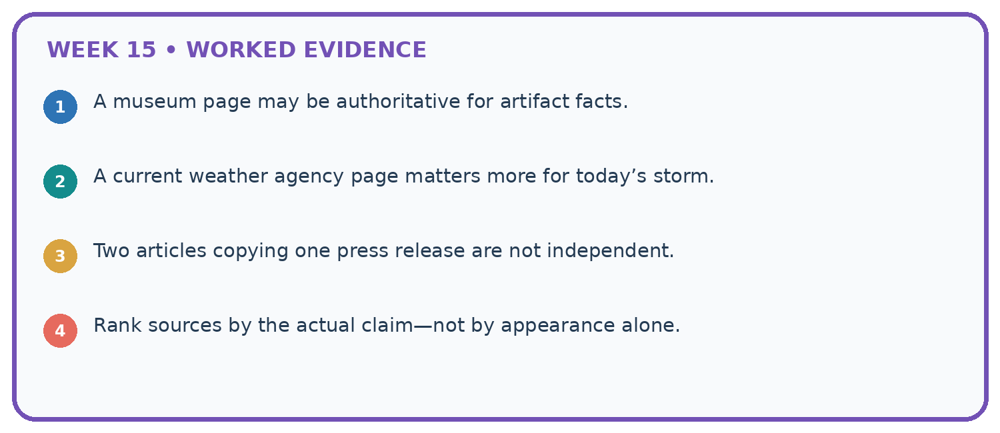 WEEK 15 • WORKED EVIDENCE
1 A museum page may be authoritative for artifact facts.
2 A current weather agency page matters more for today’s storm.
3 Two articles copying one press release are not independent.
4 Rank sources by the actual claim—not by appearance alone.